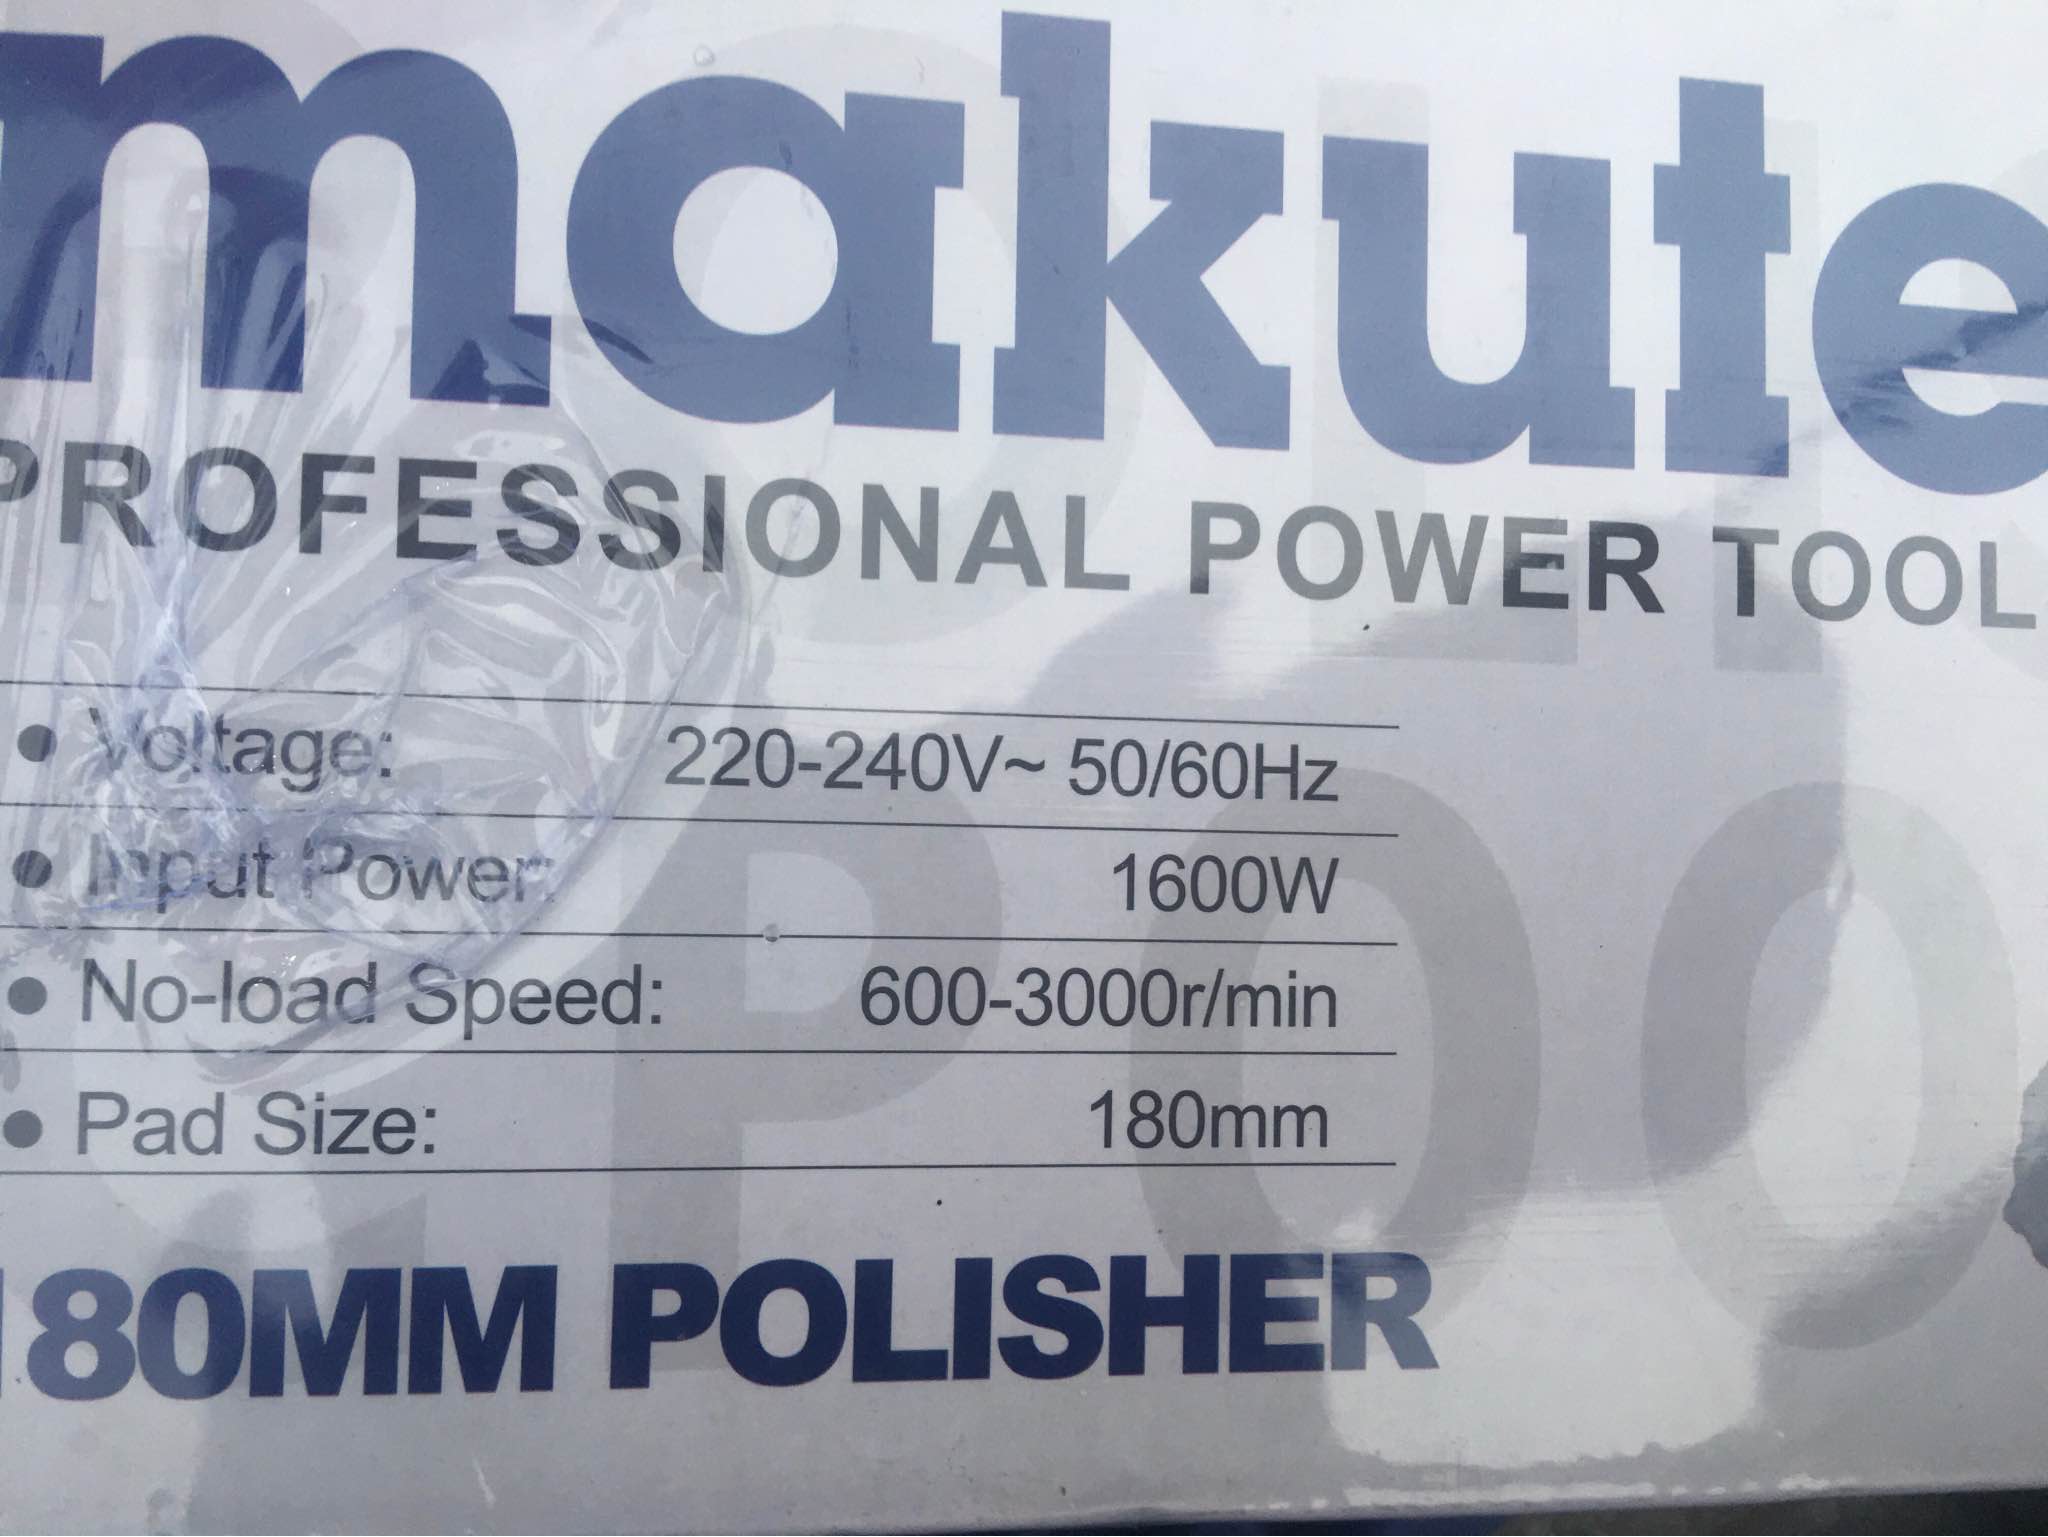 makute
PROFESSIONAL POWER TOOL
• Voltage: 220-240V~ 50/60Hz
• Input Power: 1600W
• No-load Speed: 600-3000r/min
• Pad Size: 180mm
180MM POLISHER